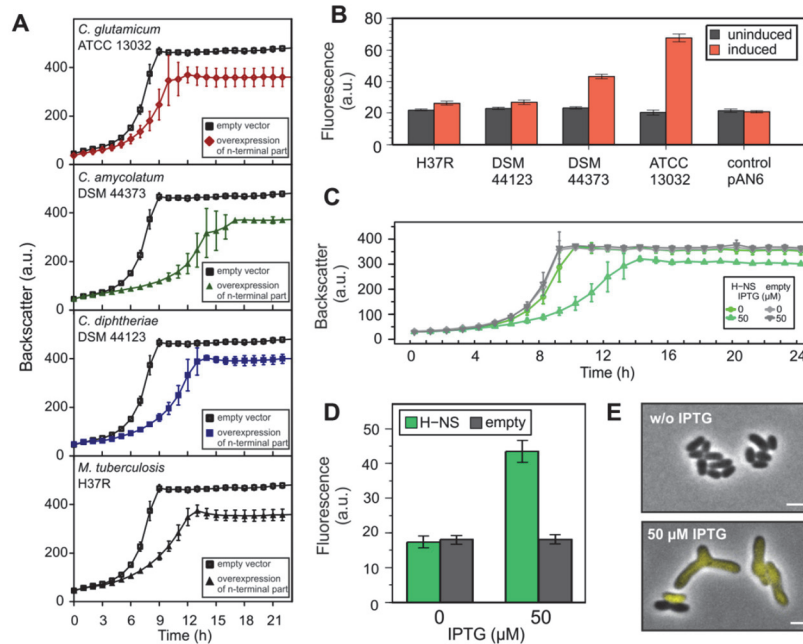 A
C. glutamicum
ATCC 13032
400
200
0
empty vector
overexpression
of n-terminal part
C. amycolatum
DSM 44373
400
200
0
empty vector
overexpression
of n-terminal part
C. diphtheriae
DSM 44123
400
200
0
empty vector
overexpression
of n-terminal part
M. tuberculosis
H37R
400
200
0
empty vector
overexpression
of n-terminal part
Backscatter (a.u.)
0 3 6 9 12 15 18 21
Time (h)
B
Fluorescence
(a.u.)
80
60
40
20
0
uninduced
induced
H37R
DSM
44123
DSM
44373
ATCC
13032
control
pAN6
C
Backscatter
(a.u.)
400
300
200
100
0
H-NS empty
IPTG (μM)
0 0
50 50
0 4 8 12 16 20 24
Time (h)
D
Fluorescence
(a.u.)
50
40
30
20
10
0
H-NS empty
0 50
IPTG (μM)
E
w/o IPTG
50 μM IPTG